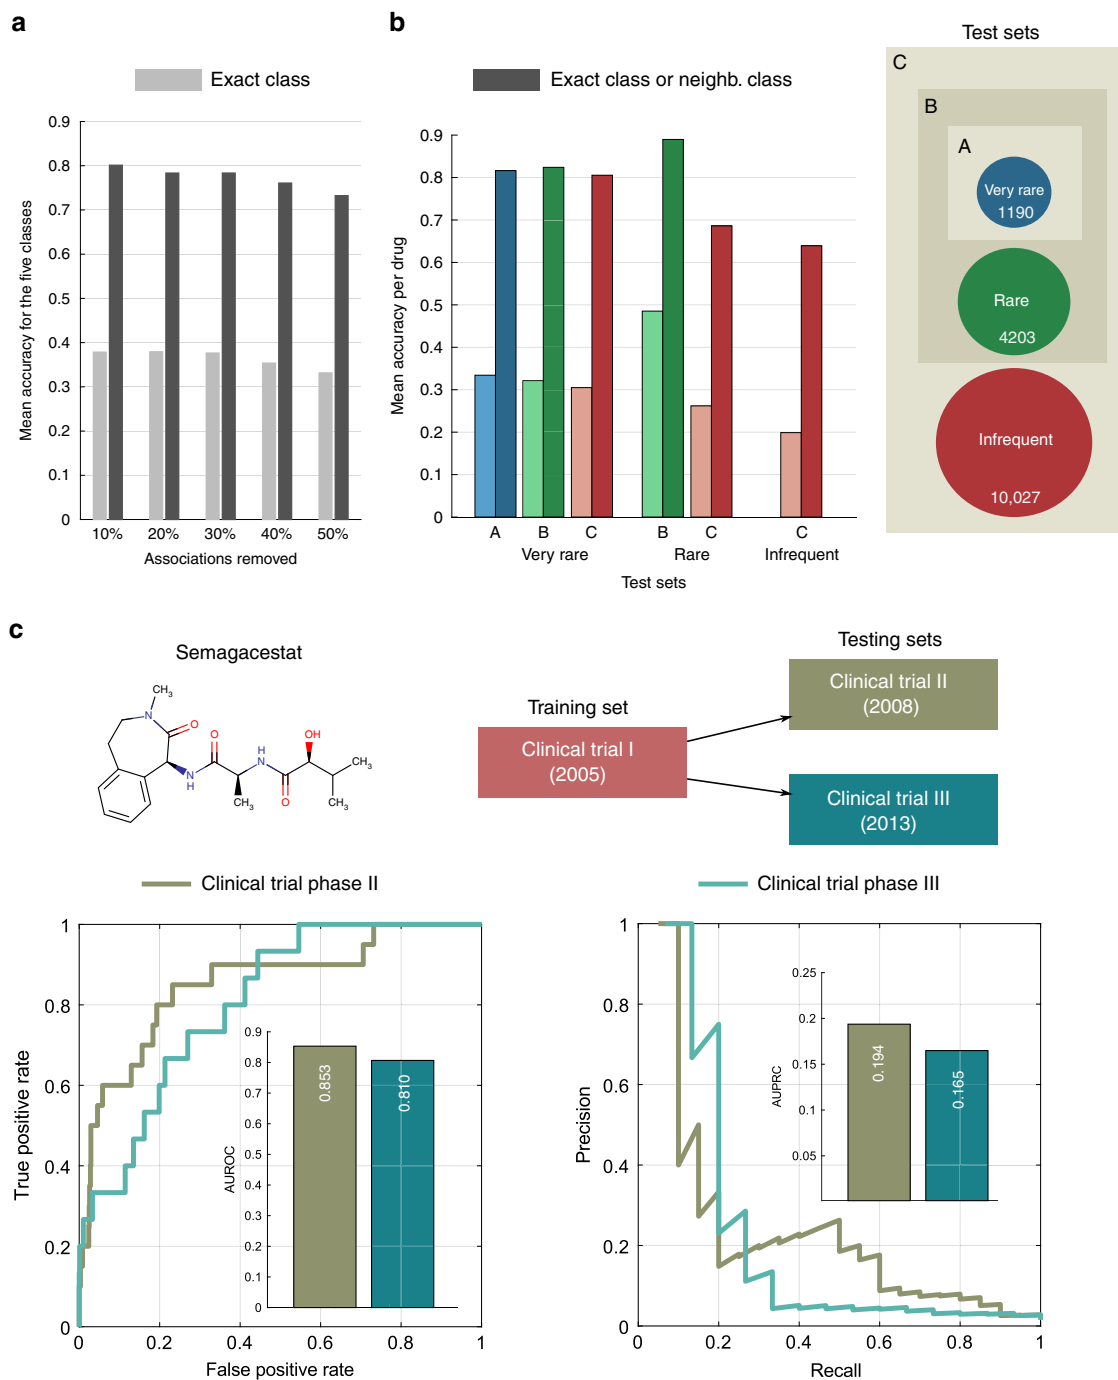 a
Exact class
0.9
0.8
0.7
0.6
0.5
0.4
0.3
0.2
0.1
0
Mean accuracy for the five classes
10% 20% 30% 40% 50%
Associations removed
b
Exact class or neighb. class
0.9
0.8
0.7
0.6
0.5
0.4
0.3
0.2
0.1
0
Mean accuracy per drug
A B C B C C
Very rare Rare Infrequent
Test sets
Test sets
C
B
A
Very rare
1190
Rare
4203
Infrequent
10,027
c
Semagacestat
CH3
N
O
O
OH
H
N
N
H
CH3
O
CH3
CH3
Training set
Clinical trial I
(2005)
Testing sets
Clinical trial II
(2008)
Clinical trial III
(2013)
Clinical trial phase II
Clinical trial phase III
1
0.8
0.6
0.4
0.2
0
True positive rate
0 0.2 0.4 0.6 0.8 1
False positive rate
0.9
0.8
0.7
0.6
0.5
0.4
0.3
0.2
0.1
0
AUROC
0.853
0.810
1
0.8
0.6
0.4
0.2
0
Precision
0 0.2 0.4 0.6 0.8 1
Recall
0.25
0.2
0.15
0.1
0.05
AUPRC
0.194
0.165